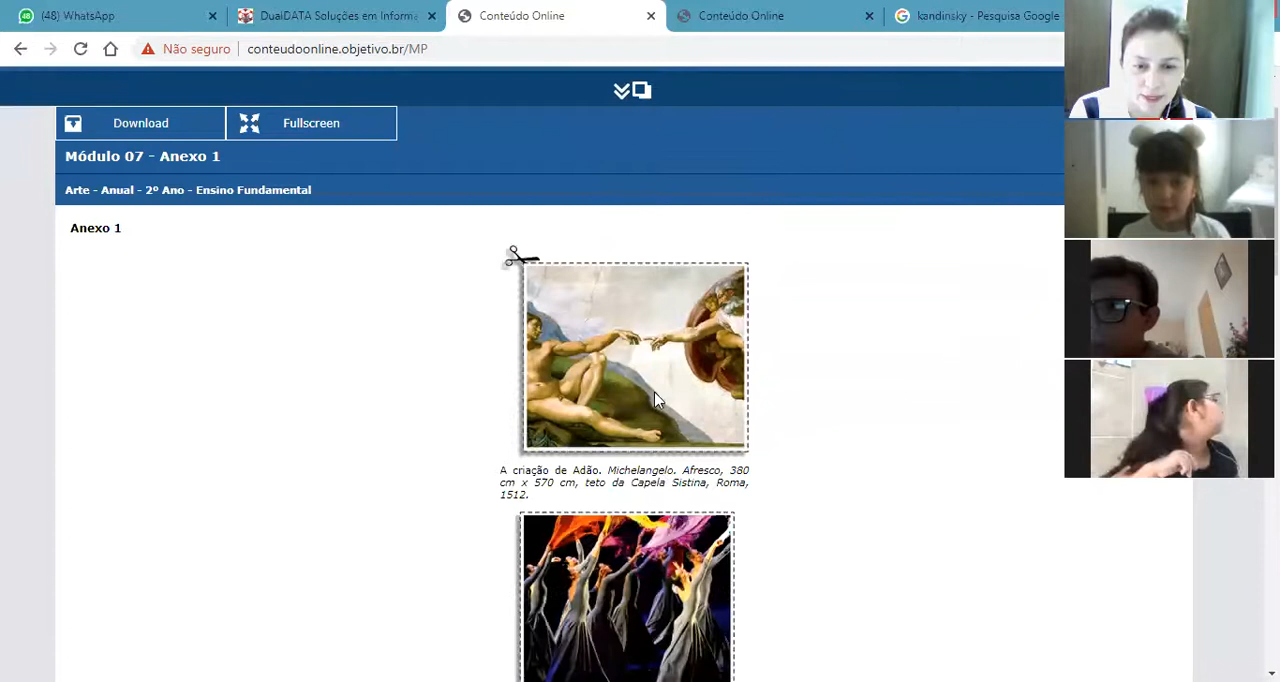 (48) WhatsApp
DualDATA Soluções em Informa
Conteúdo Online
Conteúdo Online
kandinsky - Pesquisa Google
Não seguro
conteudoonline.objetivo.br/MP
Download
Fullscreen
Módulo 07 - Anexo 1
Arte - Anual - 2º Ano - Ensino Fundamental
Anexo 1
A criação de Adão. Michelangelo. Afresco, 380
cm x 570 cm, teto da Capela Sistina, Roma,
1512.